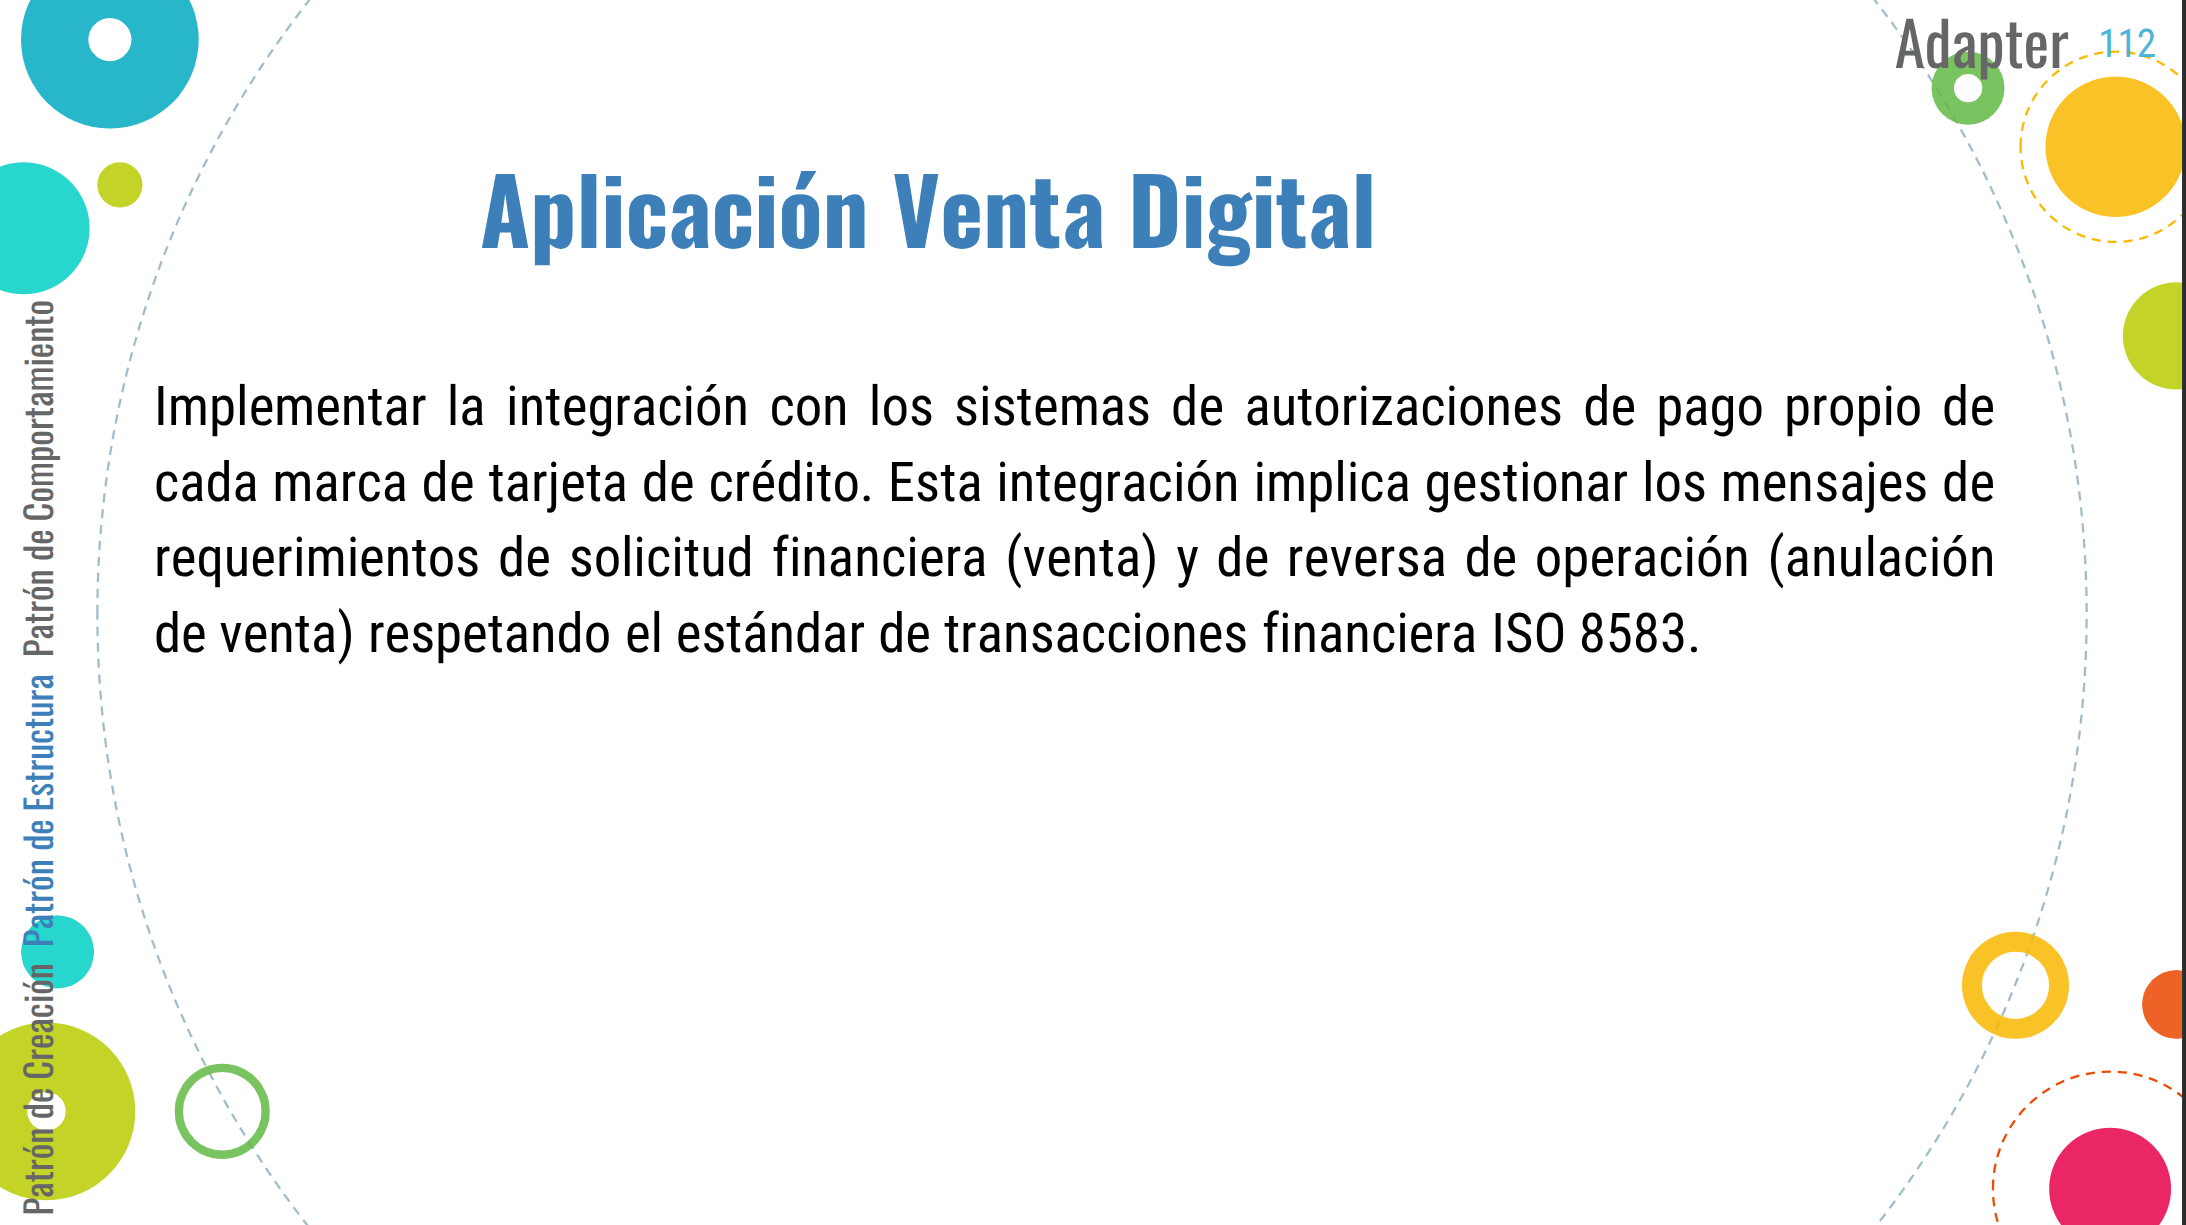 Adapter 112
Aplicación Venta Digital
Implementar la integración con los sistemas de autorizaciones de pago propio de
cada marca de tarjeta de crédito. Esta integración implica gestionar los mensajes de
requerimientos de solicitud financiera (venta) y de reversa de operación (anulación
de venta) respetando el estándar de transacciones financiera ISO 8583.
Patrón de Creación Patrón de Estructura Patrón de Comportamiento